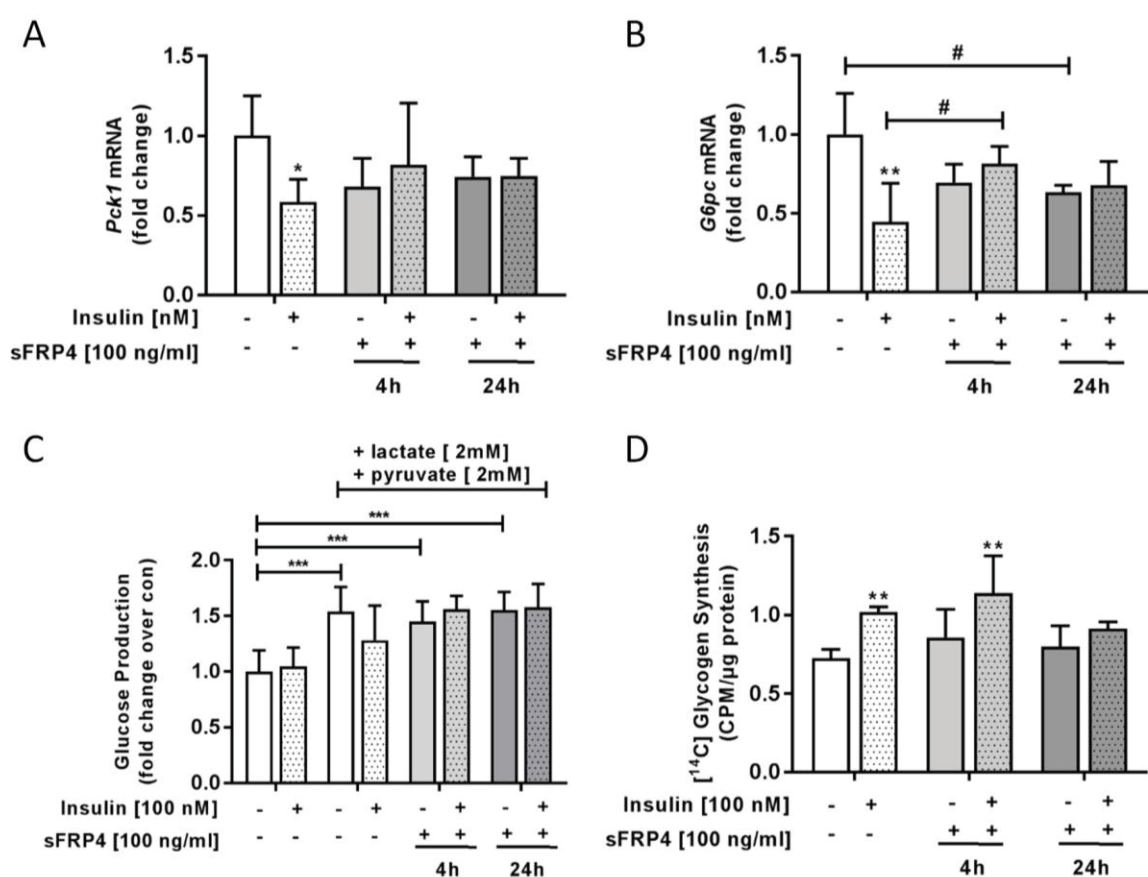 A
1.5
1.0
0.5
0.0
Pck1 mRNA
(fold change)
*
Insulin [nM] - + - + - +
sFRP4 [100 ng/ml] - - + + + +
4h 24h
B
1.5
1.0
0.5
0.0
G6pc mRNA
(fold change)
#
#
**
Insulin [nM] - + - + - +
sFRP4 [100 ng/ml] - - + + + +
4h 24h
C
+ lactate [ 2mM]
+ pyruvate [ 2mM]
***
***
***
2.0
1.5
1.0
0.5
0.0
Glucose Production
(fold change over con)
Insulin [100 nM] - + - + - + - +
sFRP4 [100 ng/ml] - - - - + + + +
4h 24h
D
1.5
1.0
0.5
0.0
[¹⁴C] Glycogen Synthesis
(CPM/µg protein)
**
**
Insulin [100 nM] - + - + - +
sFRP4 [100 ng/ml] - - + + + +
4h 24h